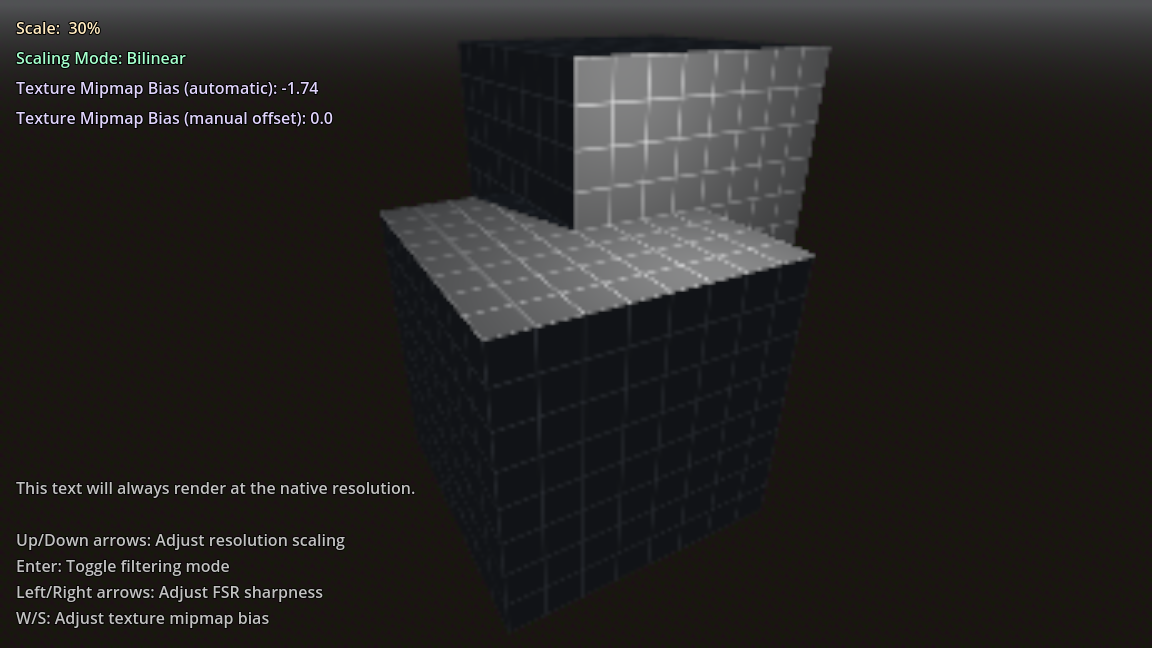 Scale: 30%
Scaling Mode: Bilinear
Texture Mipmap Bias (automatic): -1.74
Texture Mipmap Bias (manual offset): 0.0
This text will always render at the native resolution.
Up/Down arrows: Adjust resolution scaling
Enter: Toggle filtering mode
Left/Right arrows: Adjust FSR sharpness
W/S: Adjust texture mipmap bias